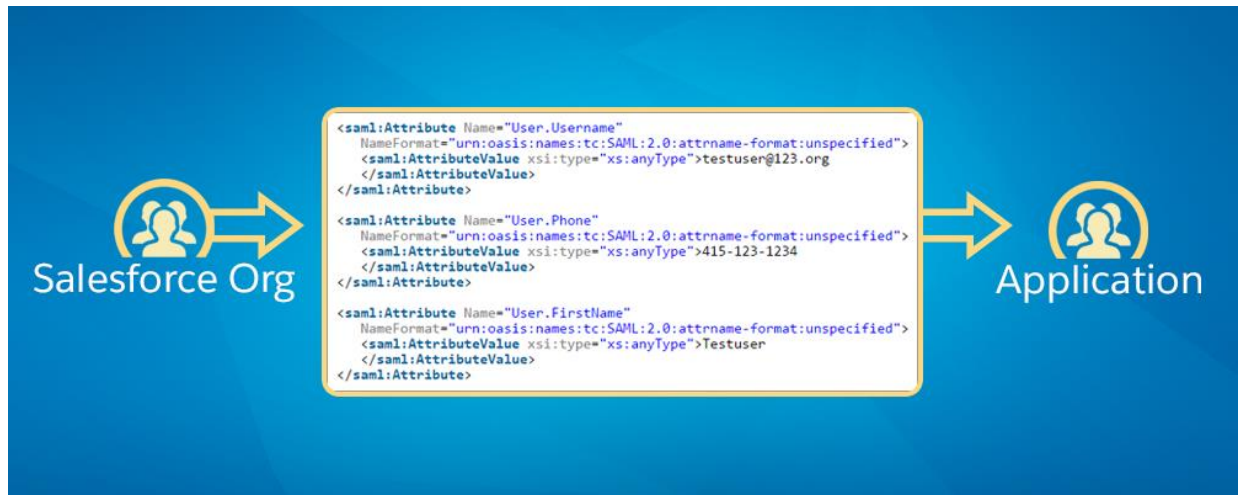 <saml:Attribute Name="User.Username"
NameFormat="urn:oasis:names:tc:SAML:2.0:attrname-format:unspecified">
<saml:AttributeValue xsi:type="xs:anyType">testuser@123.org
</saml:AttributeValue>
</saml:Attribute>
<saml:Attribute Name="User.Phone"
NameFormat="urn:oasis:names:tc:SAML:2.0:attrname-format:unspecified">
<saml:AttributeValue xsi:type="xs:anyType">415-123-1234
</saml:AttributeValue>
</saml:Attribute>
<saml:Attribute Name="User.FirstName"
NameFormat="urn:oasis:names:tc:SAML:2.0:attrname-format:unspecified">
<saml:AttributeValue xsi:type="xs:anyType">Testuser
</saml:AttributeValue>
</saml:Attribute>
Salesforce Org
Application